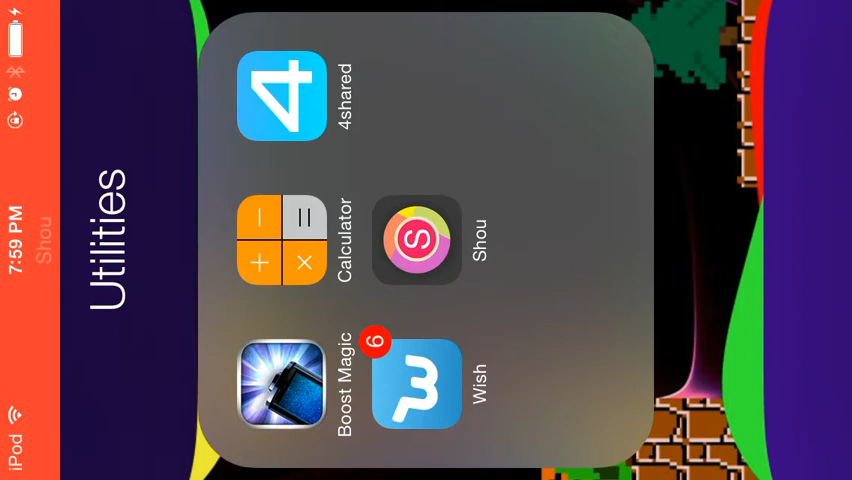 iPod 7:59 PM
Shou
Utilities
Boost Magic Calculator 4shared
6
Wish Shou